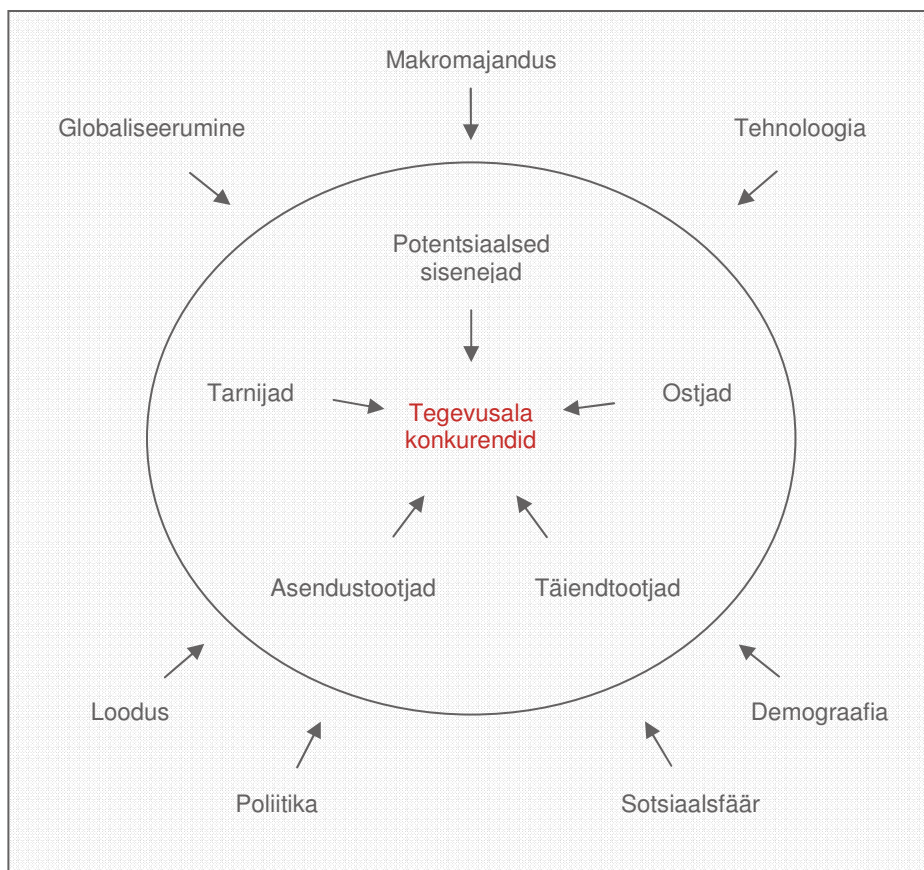 Makromajandus
Globaliseerumine
Tehnoloogia
Potentsiaalsed
sisenejad
Tarnijad
Ostjad
Tegevusala
konkurendid
Asendustootjad
Täiendtootjad
Loodus
Demograafia
Poliitika
Sotsiaalsfäär